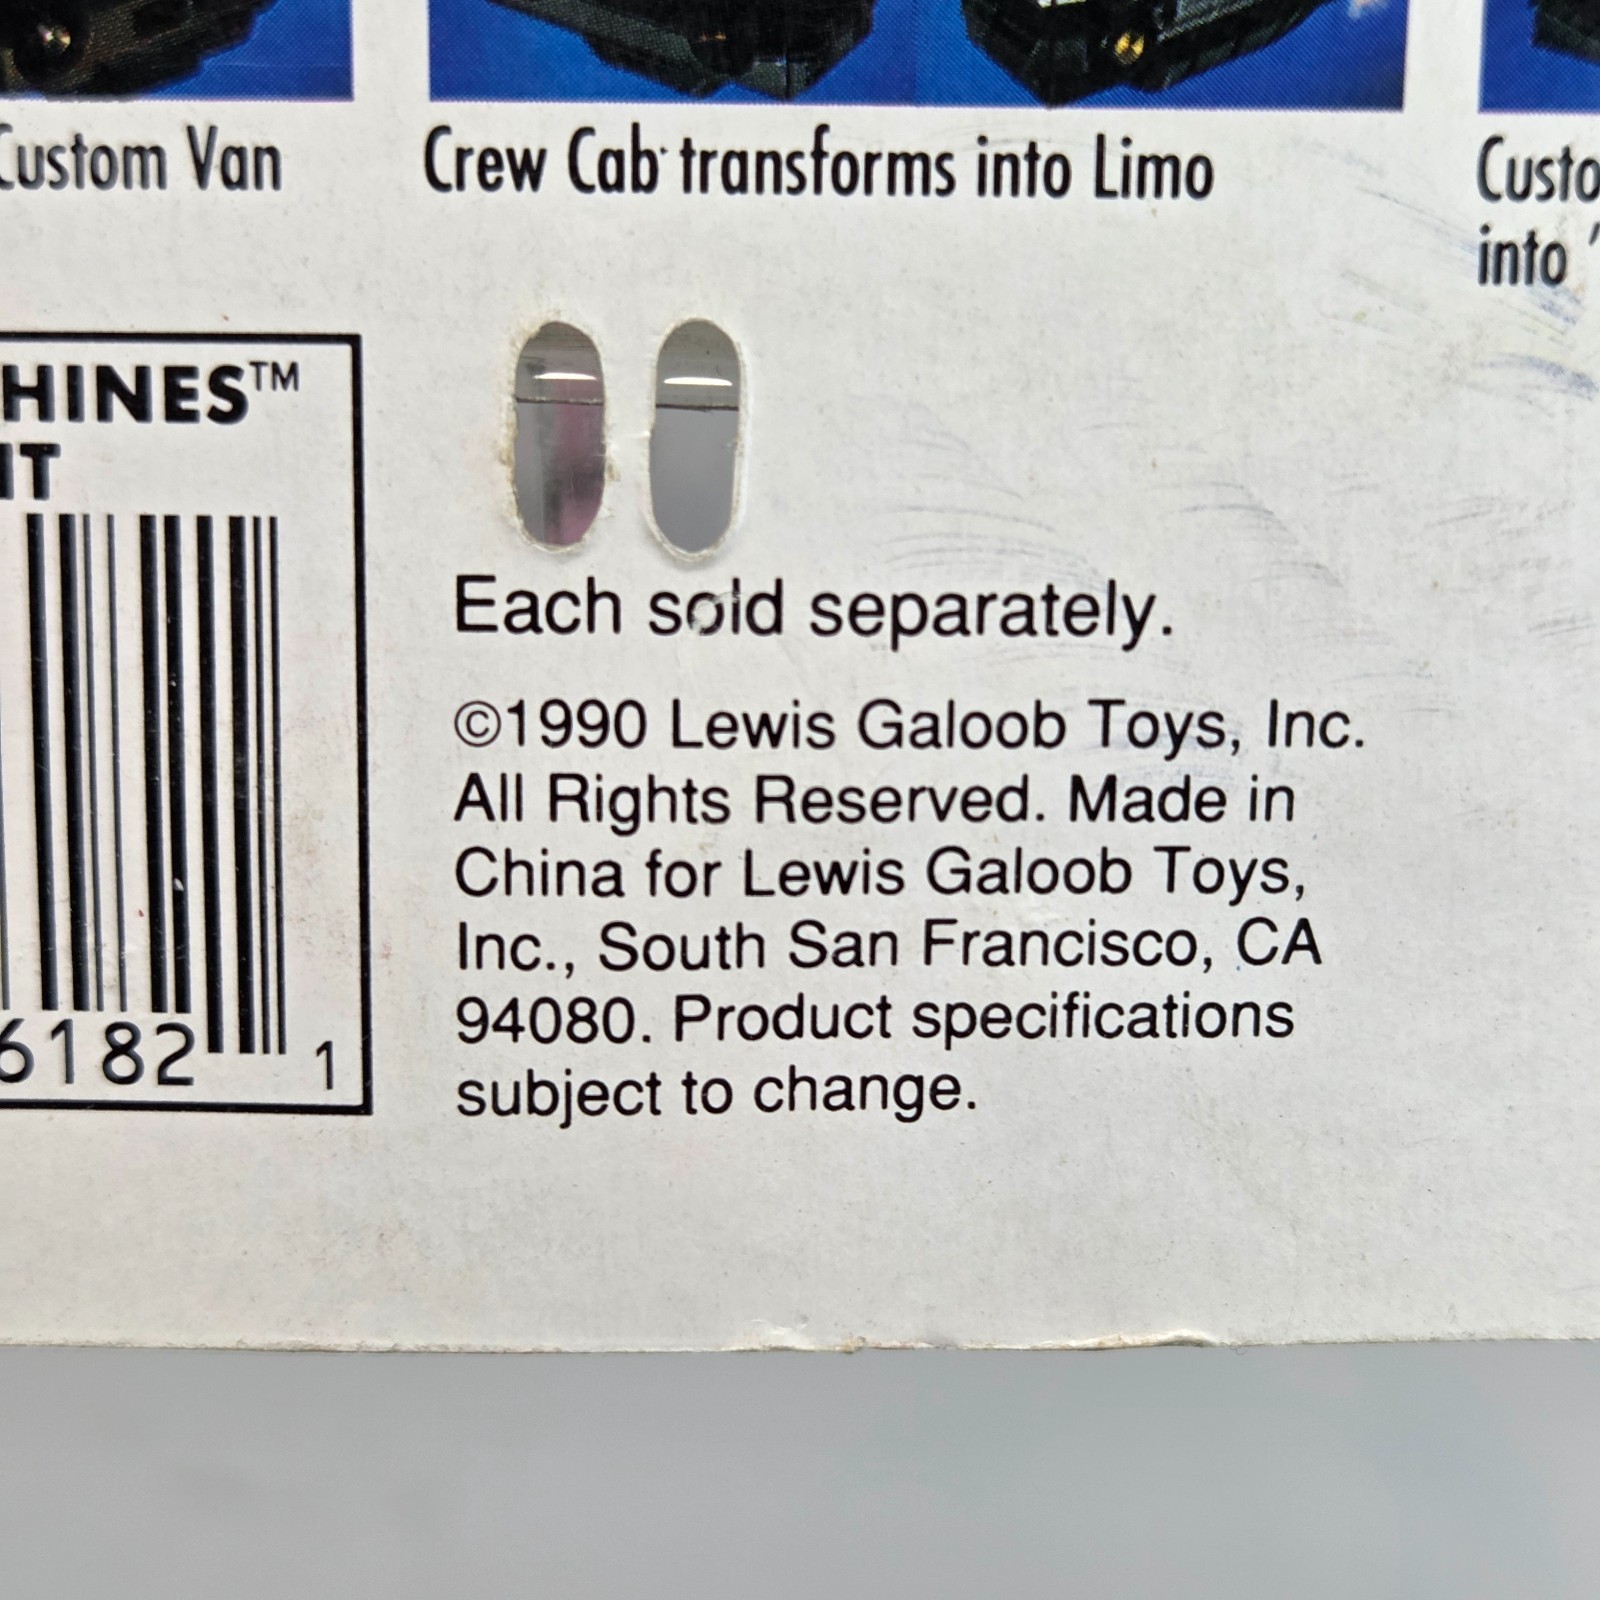 Custom Van
Crew Cab transforms into Limo
Custo
into "
HINES™
IT
6182 1
Each sold separately.
©1990 Lewis Galoob Toys, Inc.
All Rights Reserved. Made in
China for Lewis Galoob Toys,
Inc., South San Francisco, CA
94080. Product specifications
subject to change.